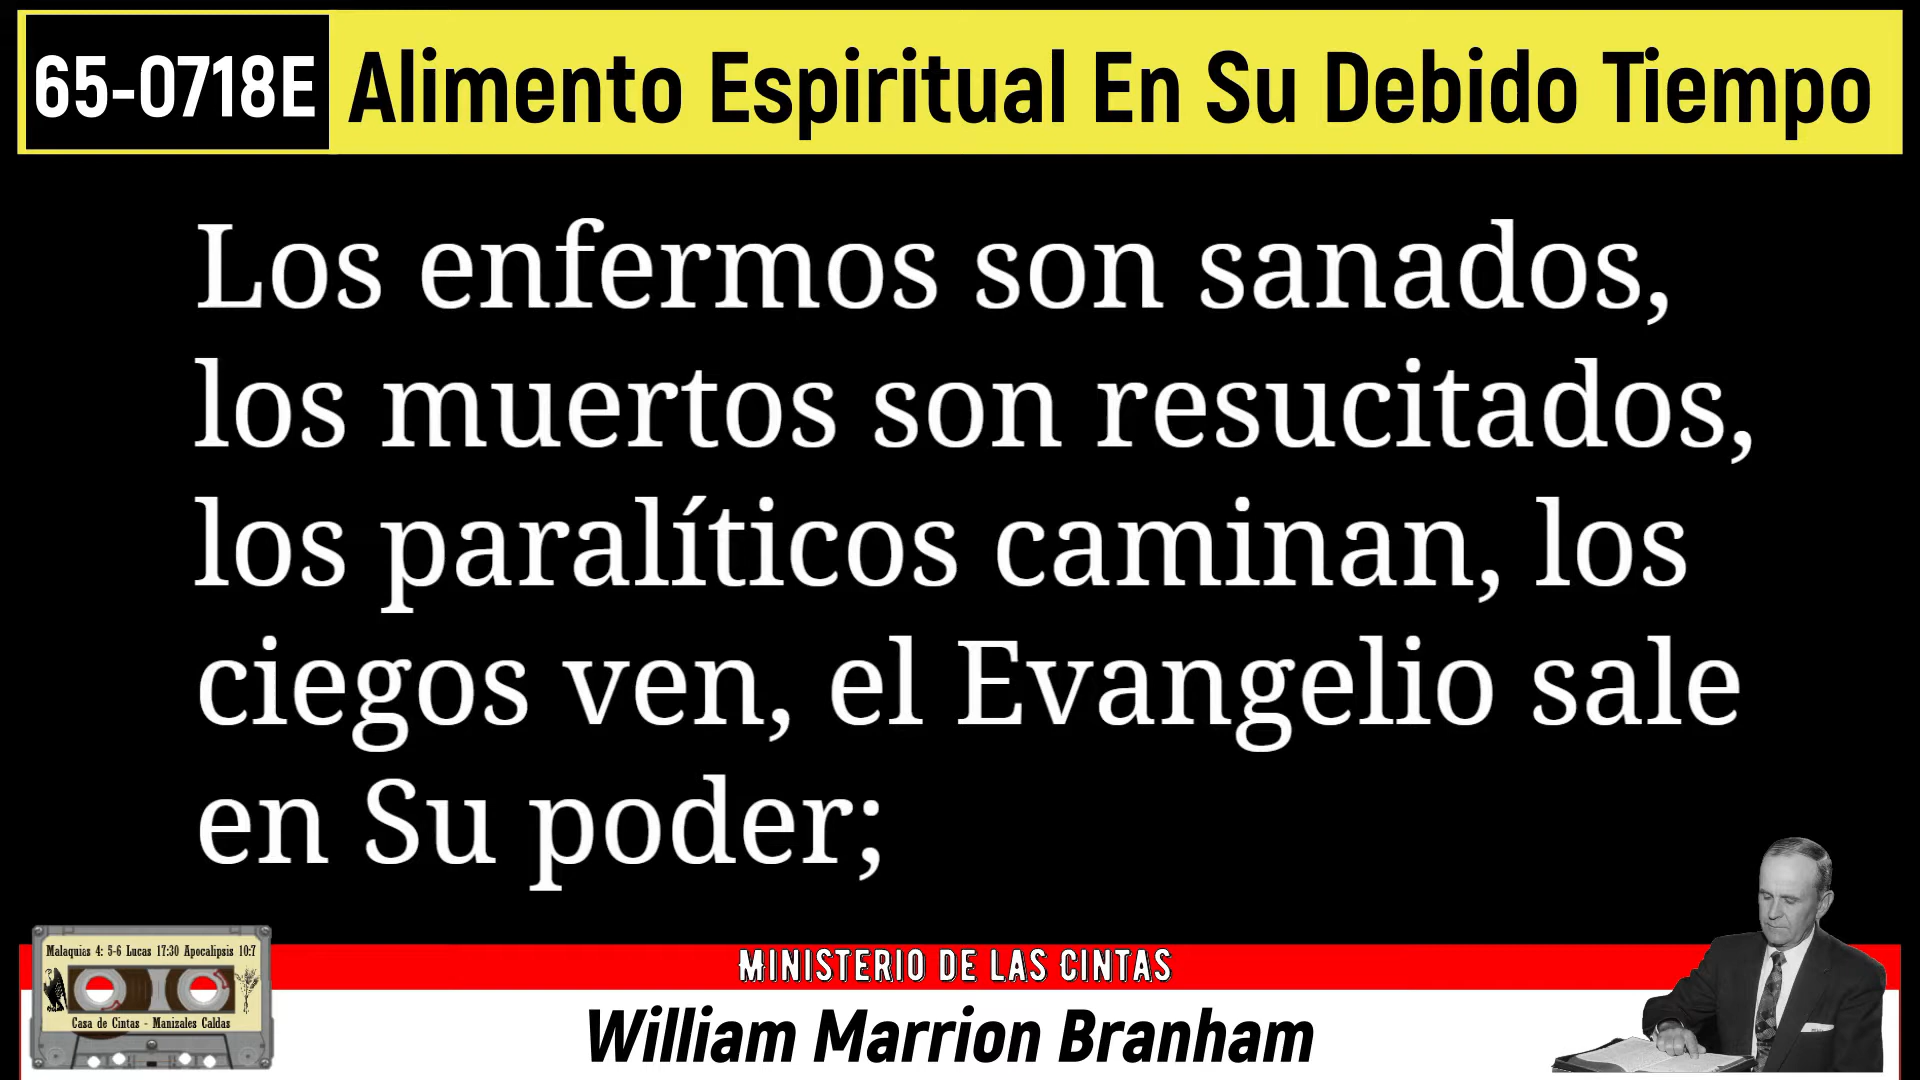 65-0718E Alimento Espiritual En Su Debido Tiempo
Los enfermos son sanados,
los muertos son resucitados,
los paralíticos caminan, los
ciegos ven, el Evangelio sale
en Su poder;
Malaquias 4: 5-6 Lucas 17:30 Apocalipsis 10:7
Casa de Cintas - Manizales Caldas
MINISTERIO DE LAS CINTAS
William Marrion Branham